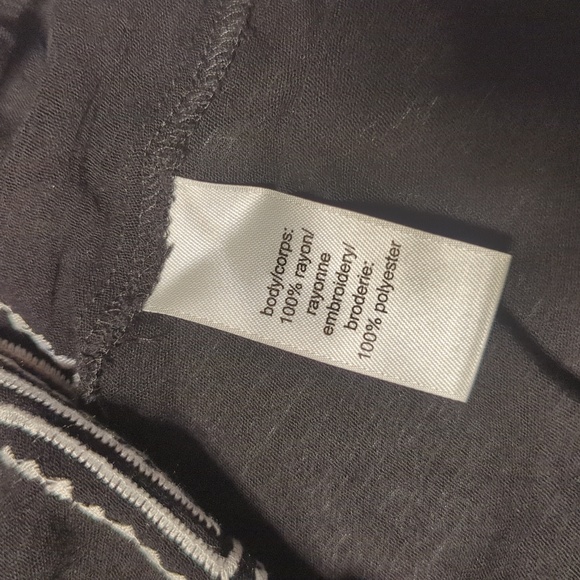 body/corps:
100% rayon/
rayonne
embroidery/
broderie:
100% polyester